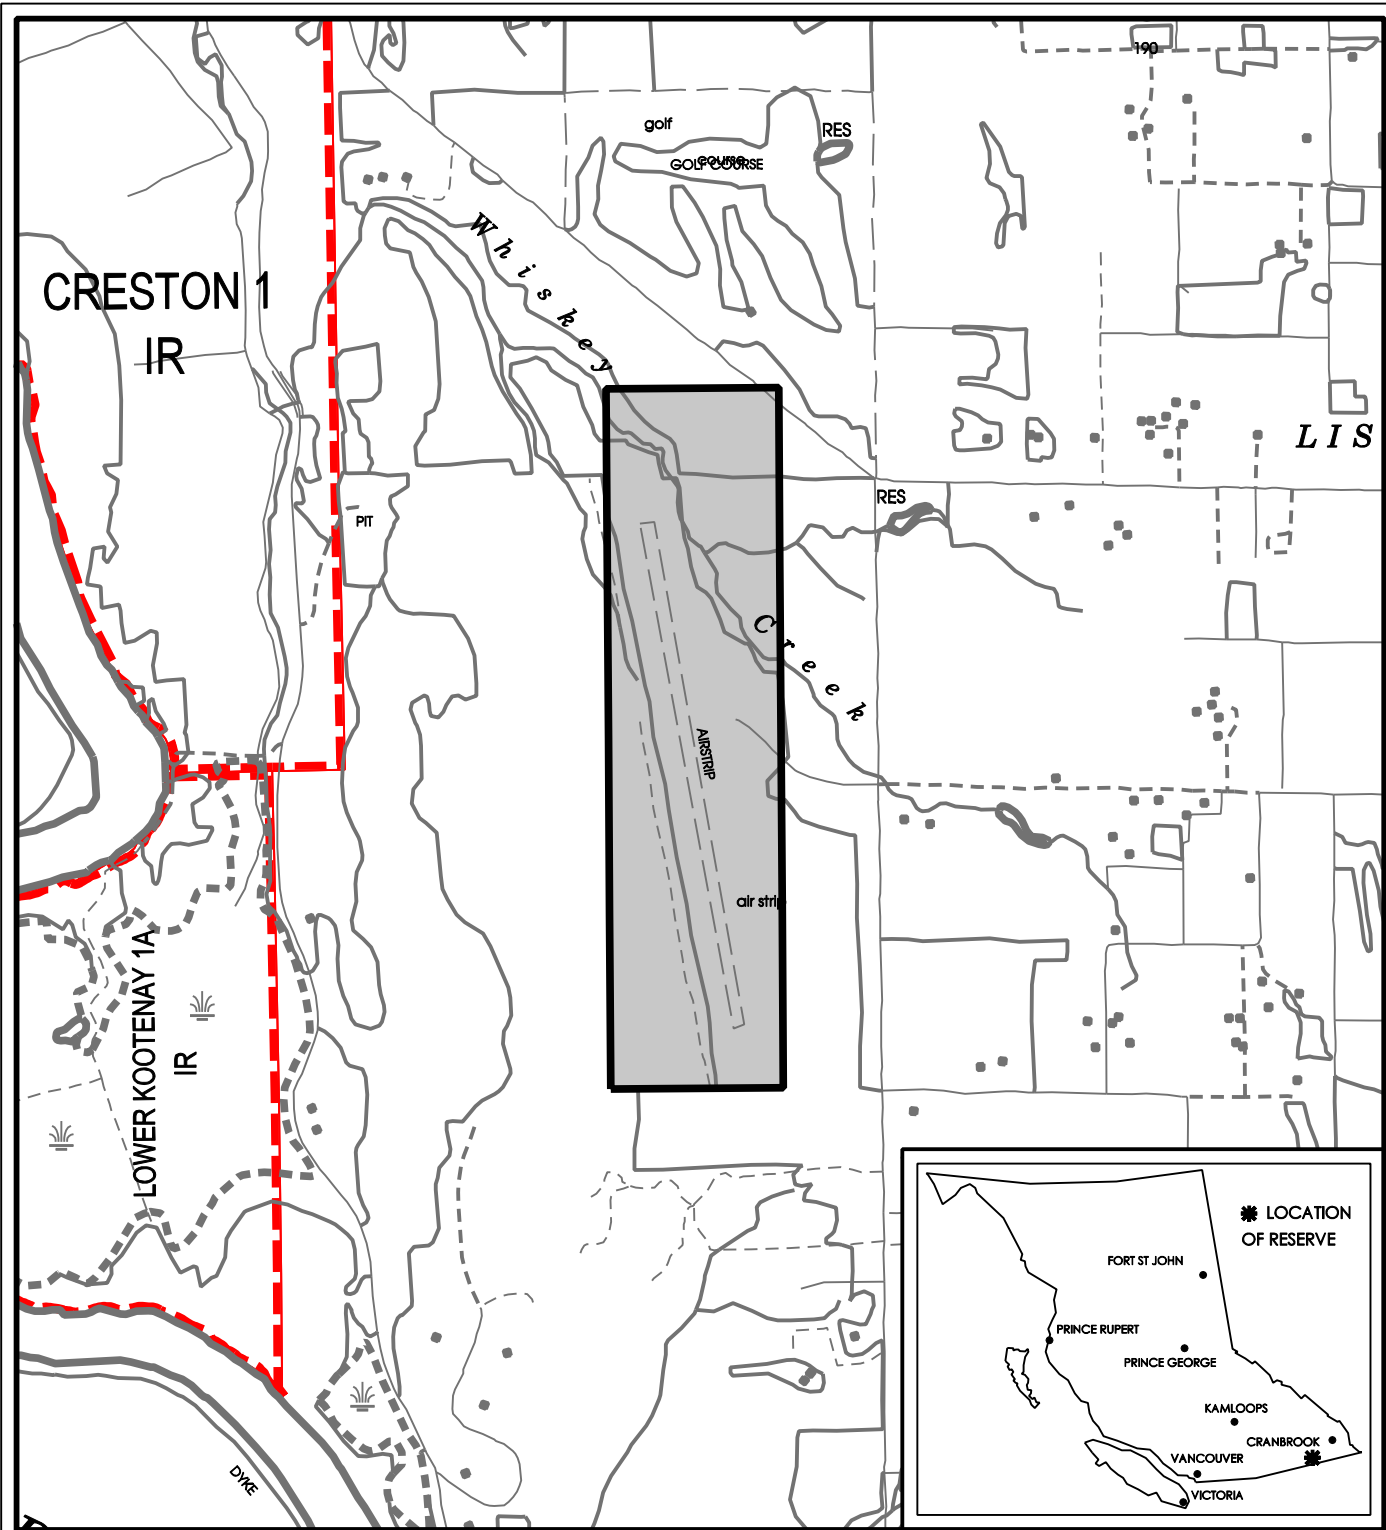 190
golf
RES
course
GOLF COURSE
Whiskey
CRESTON 1
IR
LIS
RES
PIT
Creek
AIRSTRIP
air strip
LOWER KOOTENAY 1A
IR
LOCATION
OF RESERVE
FORT ST JOHN
PRINCE RUPERT
PRINCE GEORGE
KAMLOOPS
CRANBROOK
VANCOUVER
VICTORIA
DYKE